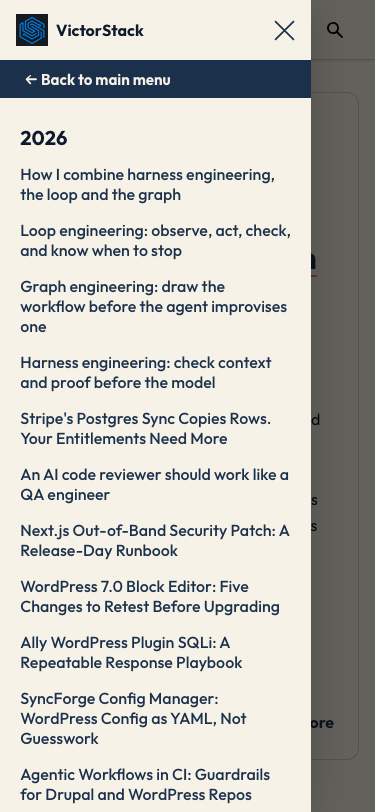 VictorStack
← Back to main menu
2026
How I combine harness engineering,
the loop and the graph
Loop engineering: observe, act, check,
and know when to stop
Graph engineering: draw the
workflow before the agent improvises
one
Harness engineering: check context
and proof before the model
Stripe's Postgres Sync Copies Rows.
Your Entitlements Need More
An AI code reviewer should work like a
QA engineer
Next.js Out-of-Band Security Patch: A
Release-Day Runbook
WordPress 7.0 Block Editor: Five
Changes to Retest Before Upgrading
Ally WordPress Plugin SQLi: A
Repeatable Response Playbook
SyncForge Config Manager:
WordPress Config as YAML, Not
Guesswork
Agentic Workflows in CI: Guardrails
for Drupal and WordPress Repos